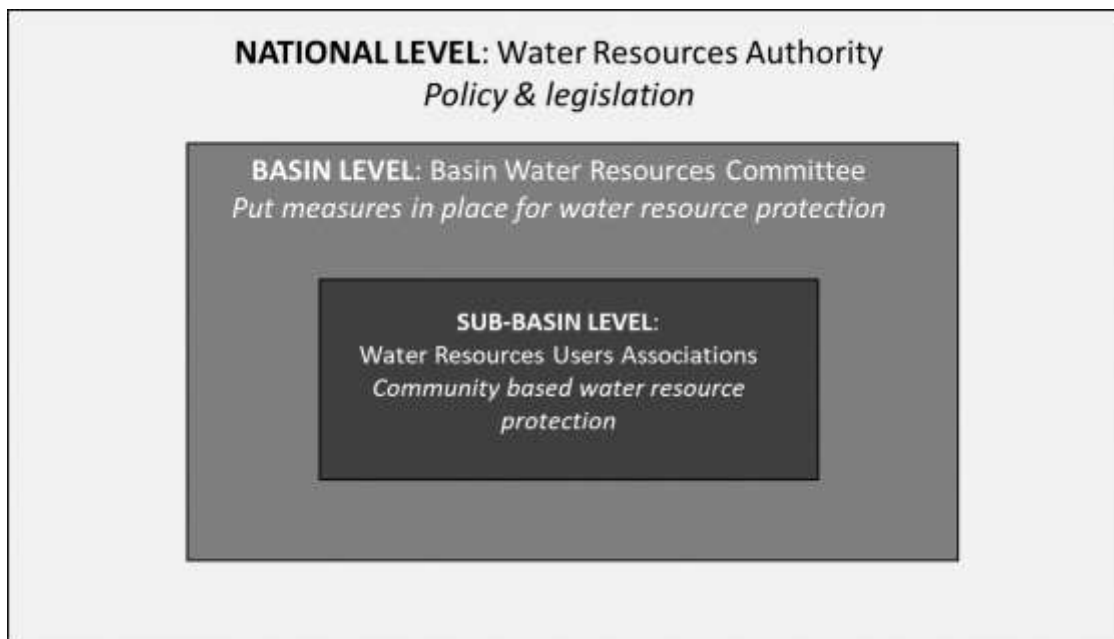 NATIONAL LEVEL: Water Resources Authority
Policy & legislation
BASIN LEVEL: Basin Water Resources Committee
Put measures in place for water resource protection
SUB-BASIN LEVEL:
Water Resources Users Associations
Community based water resource
protection